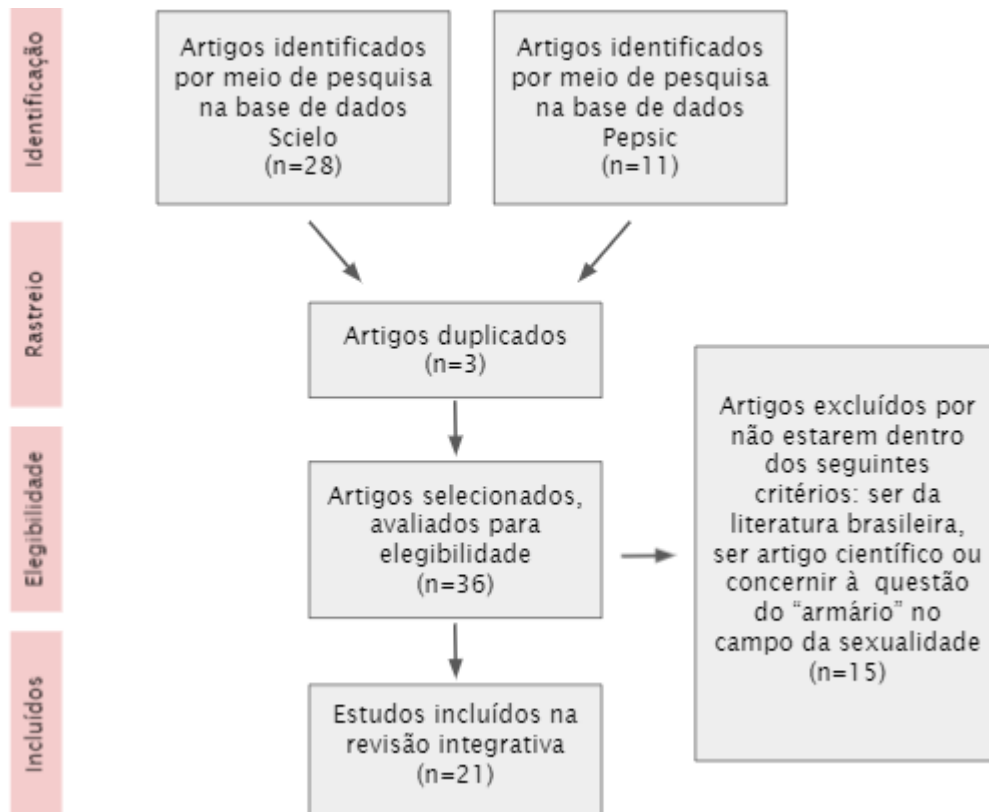 Identificação
Artigos identificados
por meio de pesquisa
na base de dados
Scielo
(n=28)
Artigos identificados
por meio de pesquisa
na base de dados
Pepsic
(n=11)
Rastreio
Artigos duplicados
(n=3)
Elegibilidade
Artigos selecionados,
avaliados para
elegibilidade
(n=36)
Artigos excluídos por
não estarem dentro
dos seguintes
critérios: ser da
literatura brasileira,
ser artigo científico ou
concernir à questão
do “armário” no
campo da sexualidade
(n=15)
Incluídos
Estudos incluídos na
revisão integrativa
(n=21)